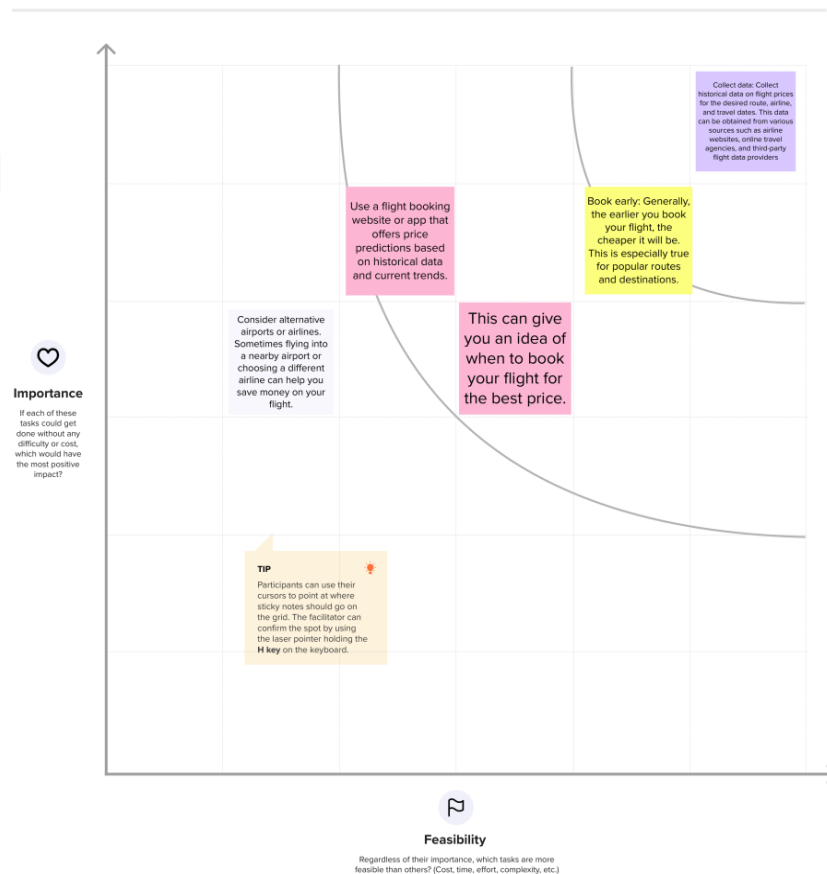 Collect data: Collect
historical data on flight prices
for the desired route, airline,
and travel dates. This data
can be obtained from various
sources such as airline
websites, online travel
agencies, and third-party
flight data providers
Use a flight booking
website or app that
offers price
predictions based
on historical data
and current trends.
Book early: Generally,
the earlier you book
your flight, the
cheaper it will be.
This is especially true
for popular routes
and destinations.
Consider alternative
airports or airlines.
Sometimes flying into
a nearby airport or
choosing a different
airline can help you
save money on your
flight.
This can give
you an idea of
when to book
your flight for
the best price.
Importance
If each of these
tasks could get
done without any
difficulty or cost,
which would have
the most positive
impact?
TIP
Participants can use their
cursors to point at where
sticky notes should go on
the grid. The facilitator can
confirm the spot by using
the laser pointer holding the
H key on the keyboard.
Feasibility
Regardless of their importance, which tasks are more
feasible than others? (Cost, time, effort, complexity, etc.)